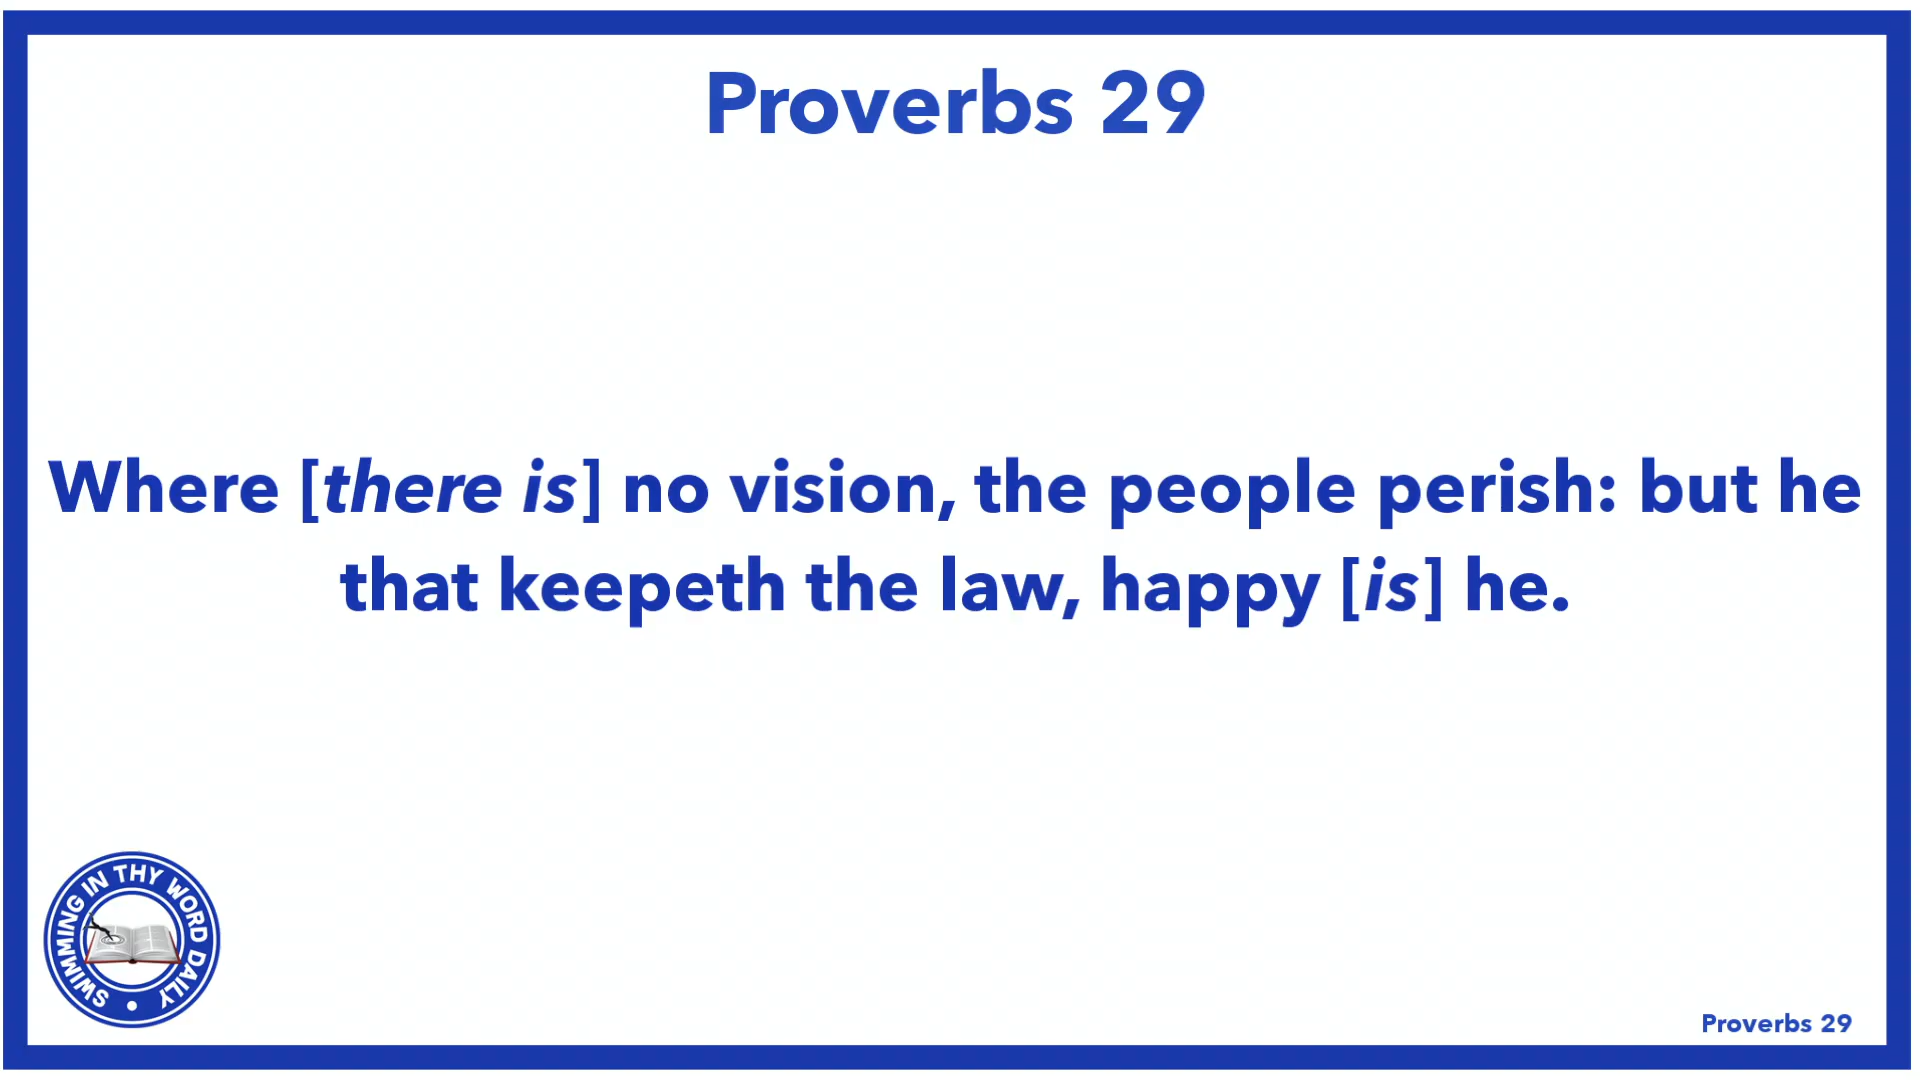 Proverbs 29
Where [there is] no vision, the people perish: but he
that keepeth the law, happy [is] he.
SWIMMING IN THY WORD DAILY •
Proverbs 29